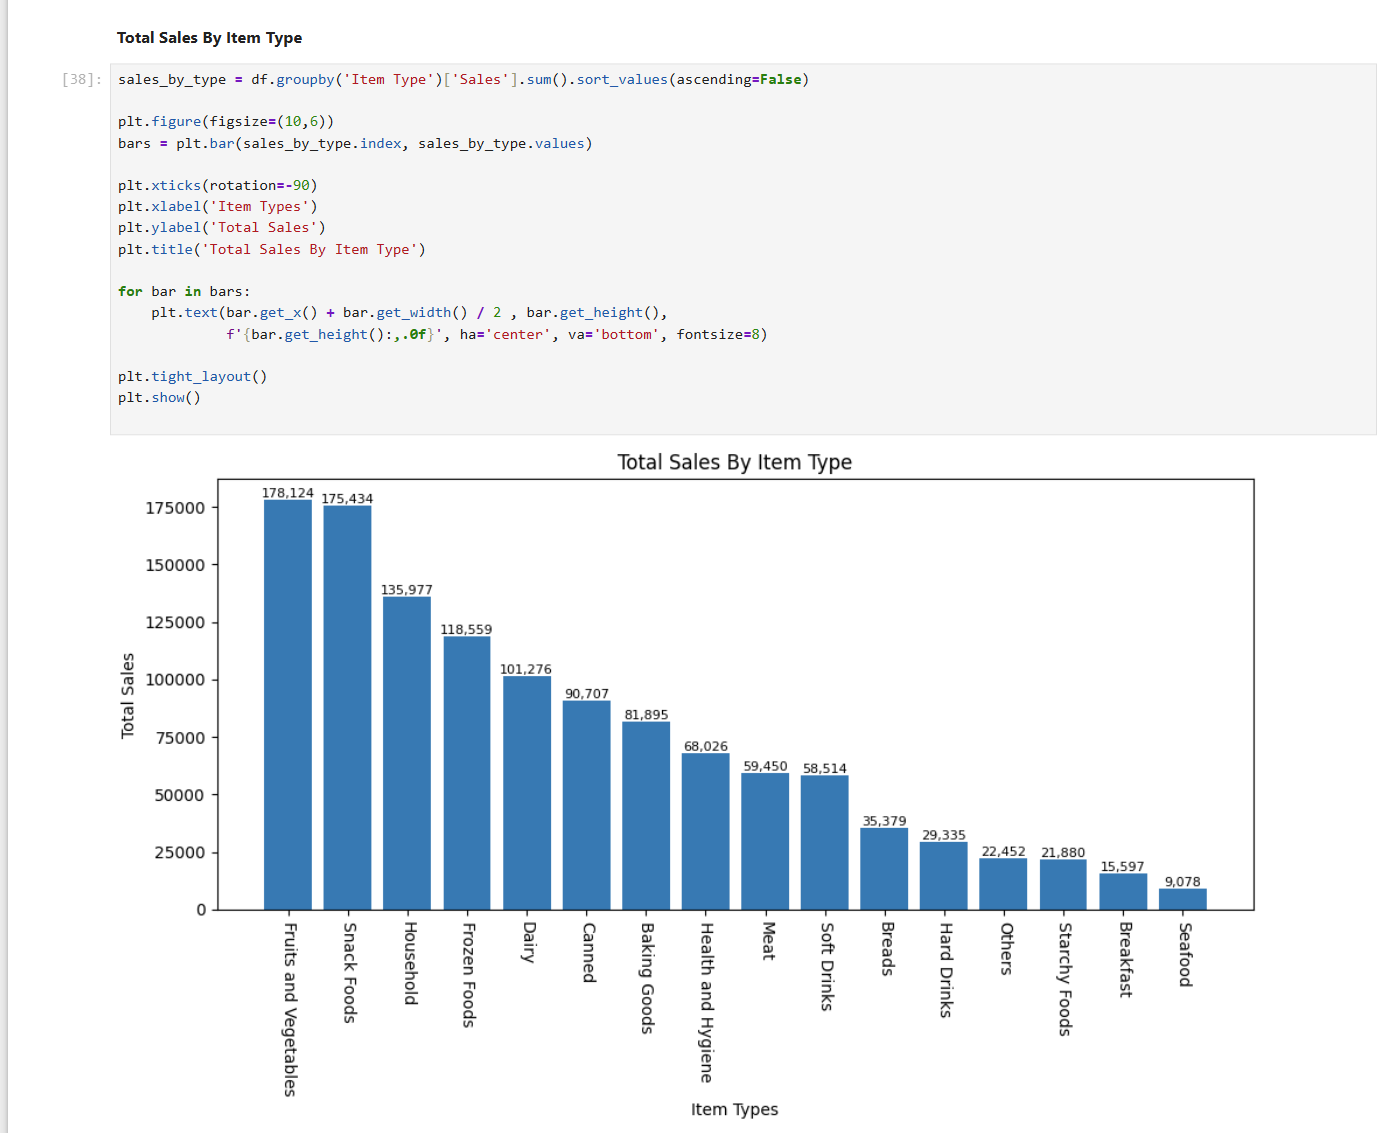 Total Sales By Item Type
[38]:
sales_by_type = df.groupby('Item Type')['Sales'].sum().sort_values(ascending=False)
plt.figure(figsize=(10,6))
bars = plt.bar(sales_by_type.index, sales_by_type.values)
plt.xticks(rotation=-90)
plt.xlabel('Item Types')
plt.ylabel('Total Sales')
plt.title('Total Sales By Item Type')
for bar in bars:
    plt.text(bar.get_x() + bar.get_width() / 2 , bar.get_height(),
             f'{bar.get_height():,.0f}', ha='center', va='bottom', fontsize=8)
plt.tight_layout()
plt.show()
Total Sales By Item Type
Total Sales
175000
150000
125000
100000
75000
50000
25000
0
178,124
175,434
135,977
118,559
101,276
90,707
81,895
68,026
59,450
58,514
35,379
29,335
22,452
21,880
15,597
9,078
Fruits and Vegetables
Snack Foods
Household
Frozen Foods
Dairy
Canned
Baking Goods
Health and Hygiene
Meat
Soft Drinks
Breads
Hard Drinks
Others
Starchy Foods
Breakfast
Seafood
Item Types